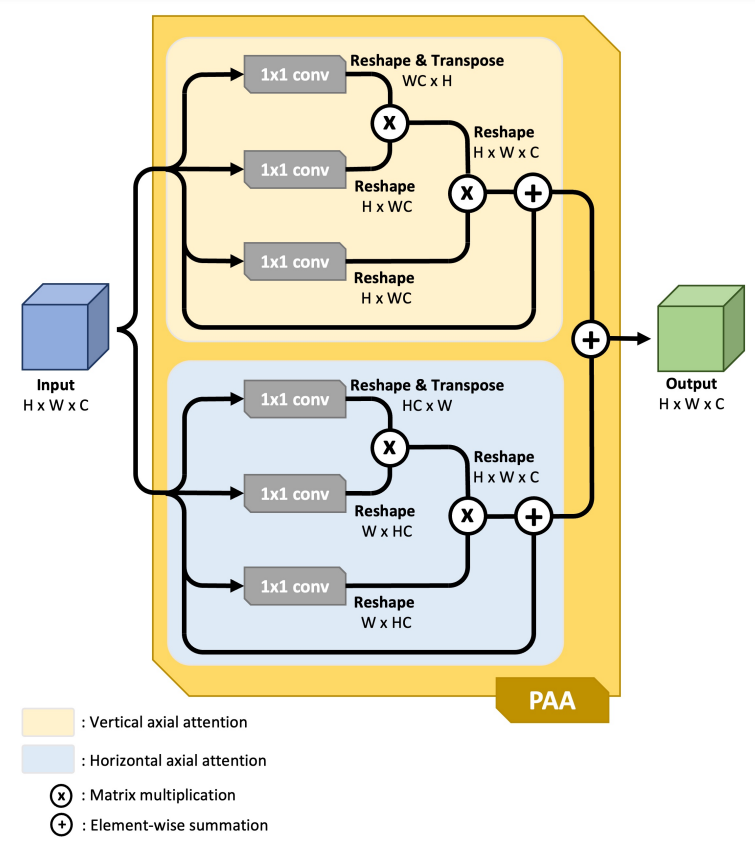 Reshape & Transpose
1x1 conv
WC x H
X
Reshape
H x W x C
1x1 conv
Reshape
H x WC
X
+
1x1 conv
Reshape
H x WC
Input
H x W x C
+
Output
H x W x C
Reshape & Transpose
1x1 conv
HC x W
X
Reshape
H x W x C
1x1 conv
Reshape
W x HC
X
+
1x1 conv
Reshape
W x HC
PAA
: Vertical axial attention
: Horizontal axial attention
X : Matrix multiplication
+ : Element-wise summation